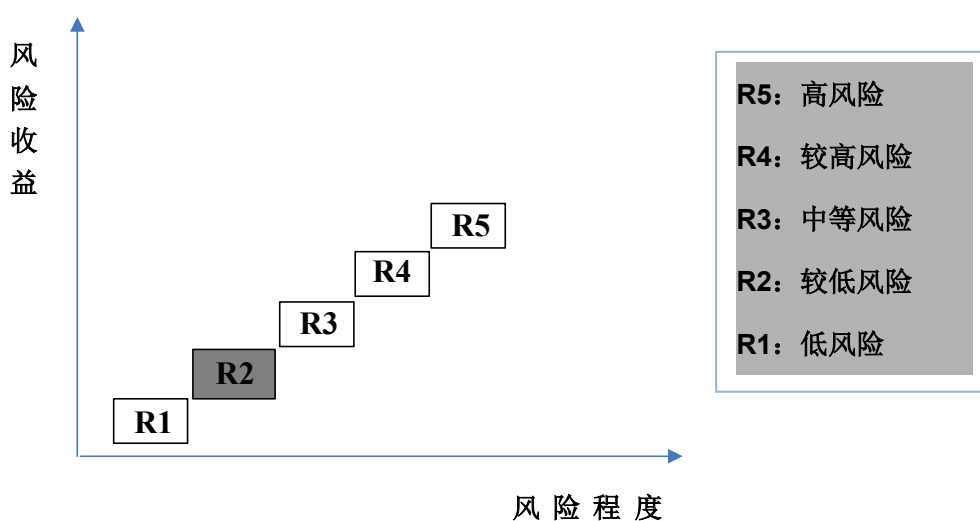 风
险
收
益
R5
R4
R3
R2
R1
风 险 程 度
R5：高风险
R4：较高风险
R3：中等风险
R2：较低风险
R1：低风险